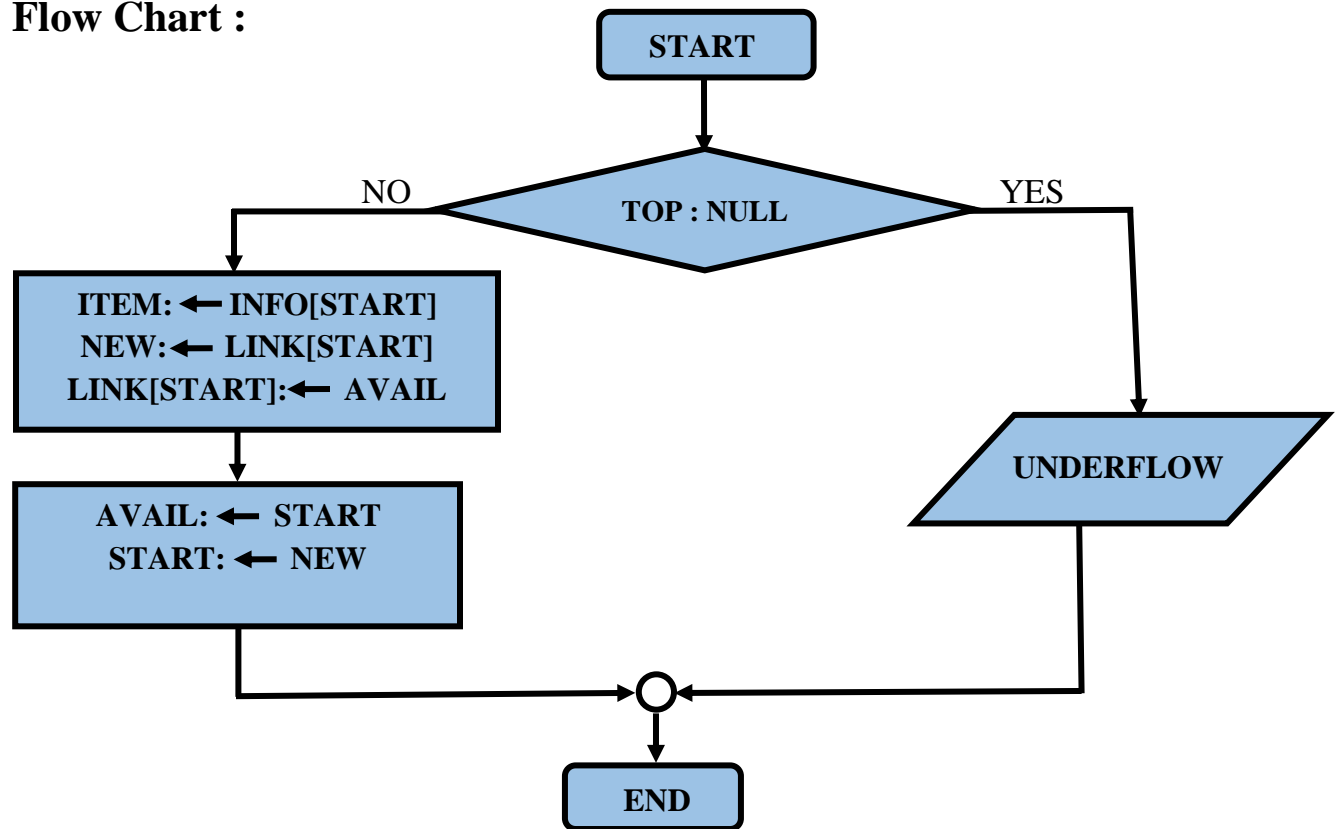 Flow Chart :
START
NO
YES
TOP : NULL
ITEM: ← INFO[START]
NEW: ← LINK[START]
LINK[START]: ← AVAIL
UNDERFLOW
AVAIL: ← START
START: ← NEW
END